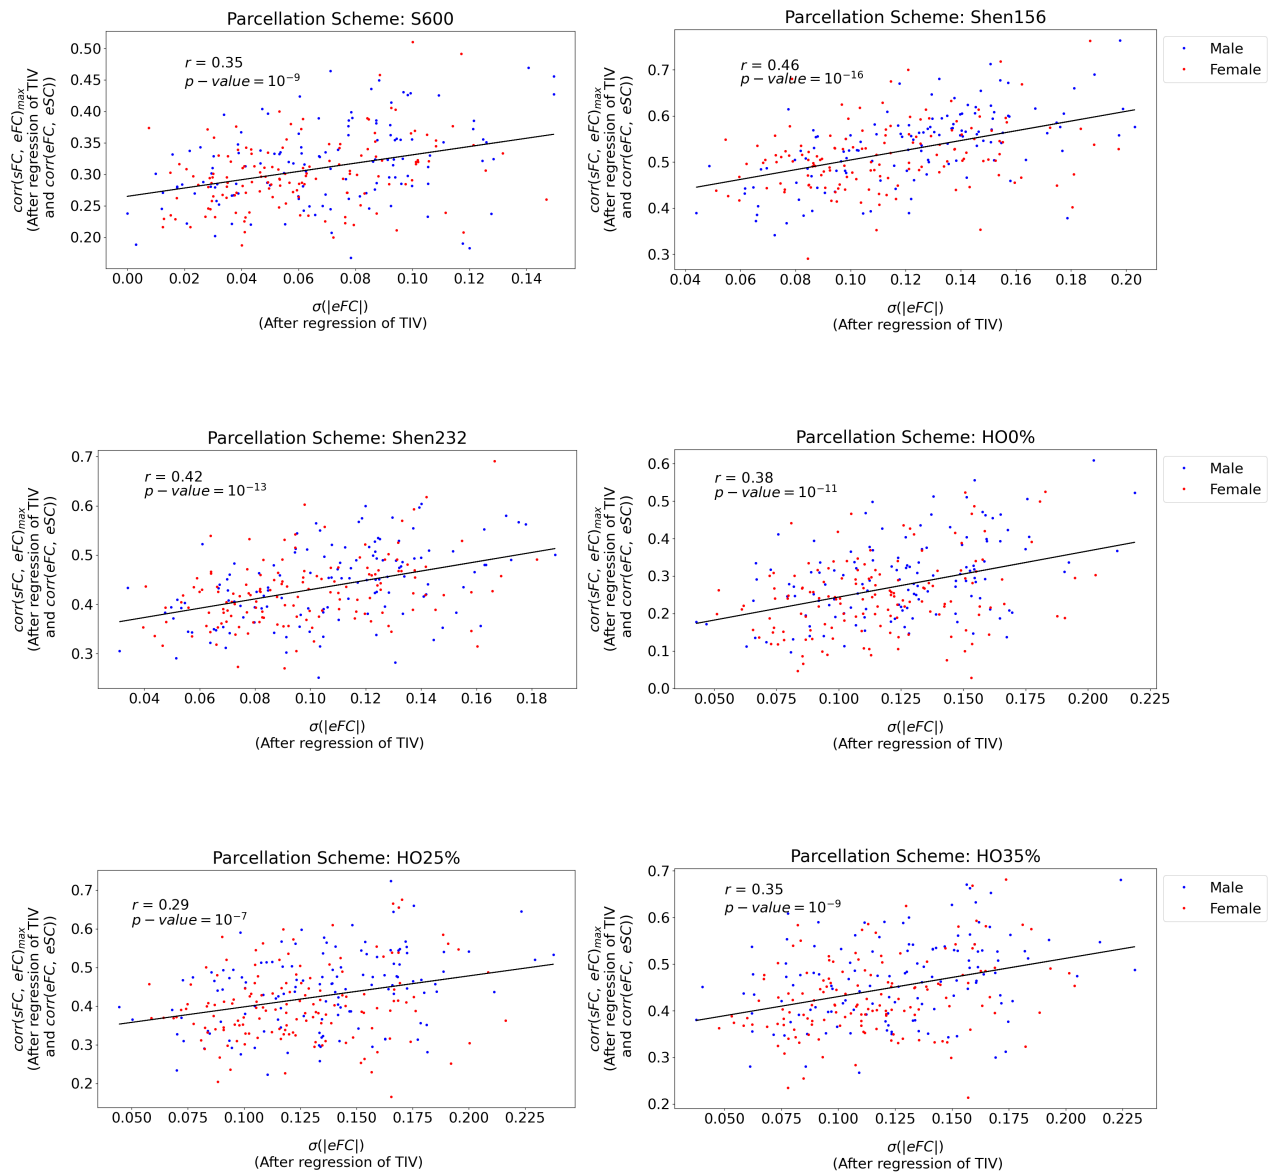 Parcellation Scheme: S600
r = 0.35
p − value = 10⁻⁹
corr(sFC, eFC)max
(After regression of TIV
and corr(eFC, eSC))
0.50
0.45
0.40
0.35
0.30
0.25
0.20
0.00 0.02 0.04 0.06 0.08 0.10 0.12 0.14
σ(|eFC|)
(After regression of TIV)
Parcellation Scheme: Shen156
r = 0.46
p − value = 10⁻¹⁶
corr(sFC, eFC)max
(After regression of TIV
and corr(eFC, eSC))
0.7
0.6
0.5
0.4
0.3
0.04 0.06 0.08 0.10 0.12 0.14 0.16 0.18 0.20
σ(|eFC|)
(After regression of TIV)
Male
Female
Parcellation Scheme: Shen232
r = 0.42
p − value = 10⁻¹³
corr(sFC, eFC)max
(After regression of TIV
and corr(eFC, eSC))
0.7
0.6
0.5
0.4
0.3
0.04 0.06 0.08 0.10 0.12 0.14 0.16 0.18
σ(|eFC|)
(After regression of TIV)
Parcellation Scheme: HO0%
r = 0.38
p − value = 10⁻¹¹
corr(sFC, eFC)max
(After regression of TIV
and corr(eFC, eSC))
0.6
0.5
0.4
0.3
0.2
0.1
0.0
0.050 0.075 0.100 0.125 0.150 0.175 0.200 0.225
σ(|eFC|)
(After regression of TIV)
Male
Female
Parcellation Scheme: HO25%
r = 0.29
p − value = 10⁻⁷
corr(sFC, eFC)max
(After regression of TIV
and corr(eFC, eSC))
0.7
0.6
0.5
0.4
0.3
0.2
0.050 0.075 0.100 0.125 0.150 0.175 0.200 0.225
σ(|eFC|)
(After regression of TIV)
Parcellation Scheme: HO35%
r = 0.35
p − value = 10⁻⁹
corr(sFC, eFC)max
(After regression of TIV
and corr(eFC, eSC))
0.7
0.6
0.5
0.4
0.3
0.2
0.050 0.075 0.100 0.125 0.150 0.175 0.200 0.225
σ(|eFC|)
(After regression of TIV)
Male
Female